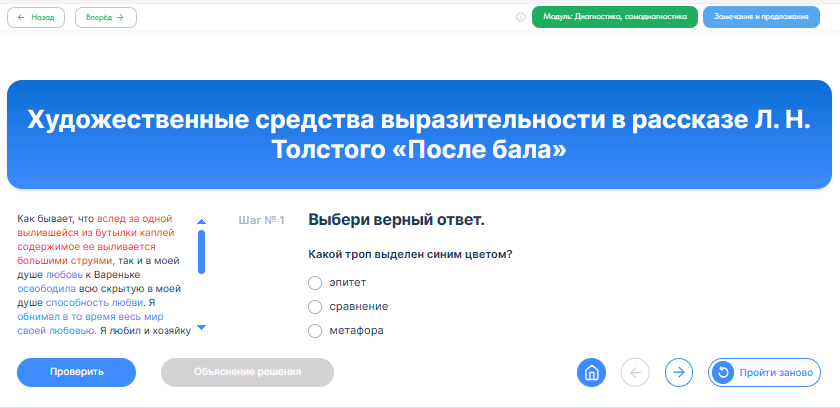 Назад
Вперёд
Модуль: Диагностика, самодиагностика
Замечания и предложения
Художественные средства выразительности в рассказе Л. Н.
Толстого «После бала»
Как бывает, что вслед за одной
вылившейся из бутылки каплей
содержимое ее выливается
большими струями, так и в моей
душе любовь к Вареньке
освободила всю скрытую в моей
душе способность любви. Я
обнимал в то время весь мир
своей любовью. Я любил и хозяйку
Шаг № 1
Выбери верный ответ.
Какой троп выделен синим цветом?
эпитет
сравнение
метафора
Проверить
Объяснение решения
Пройти заново